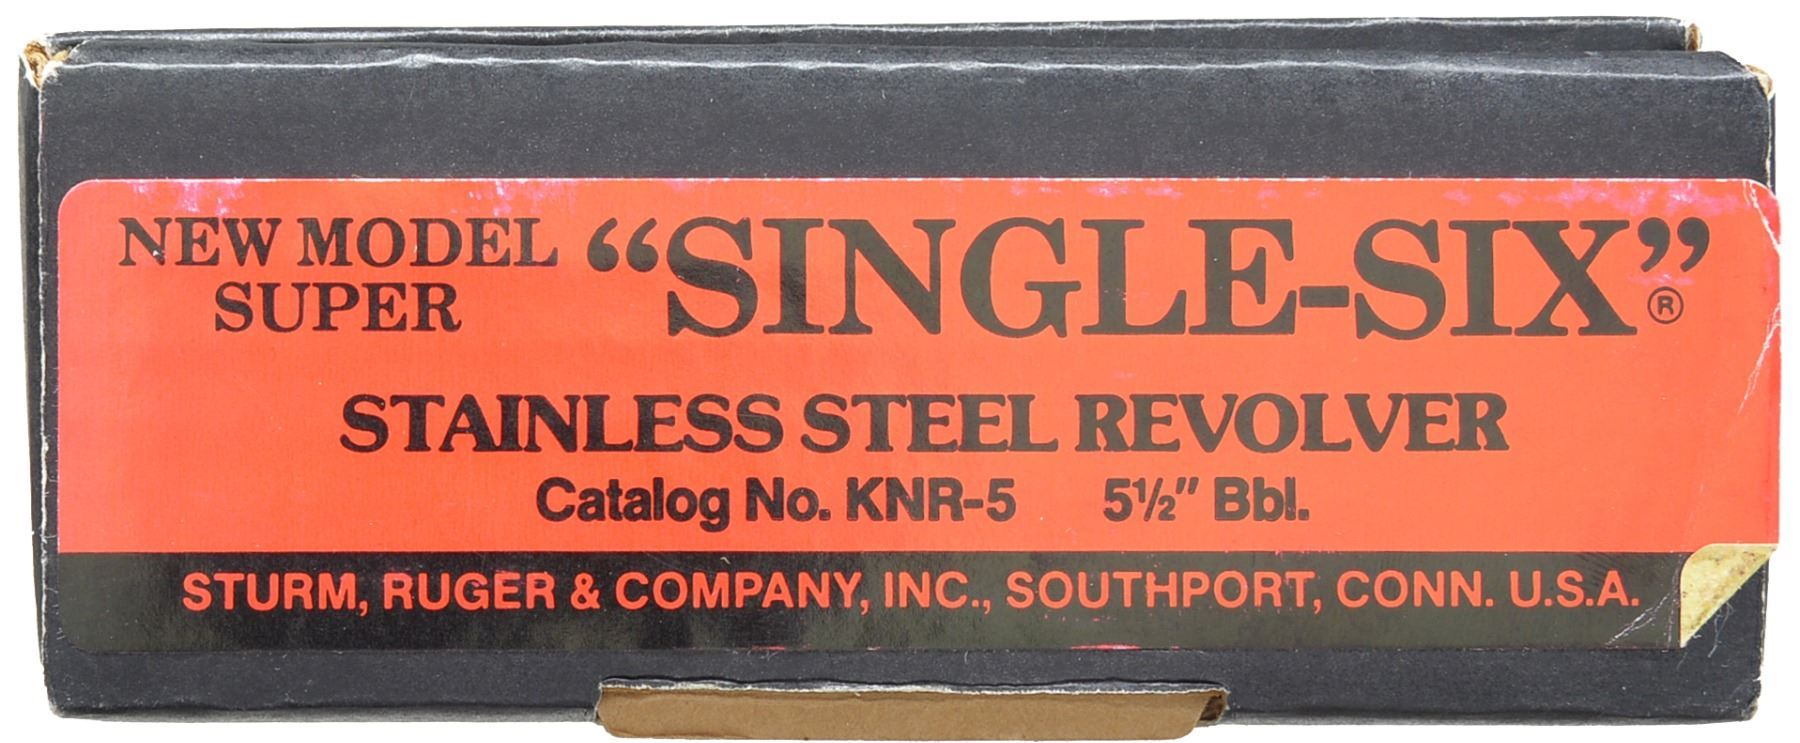 NEW MODEL SUPER “SINGLE-SIX”®
STAINLESS STEEL REVOLVER
Catalog No. KNR-5 5½″ Bbl.
STURM, RUGER & COMPANY, INC., SOUTHPORT, CONN. U.S.A.